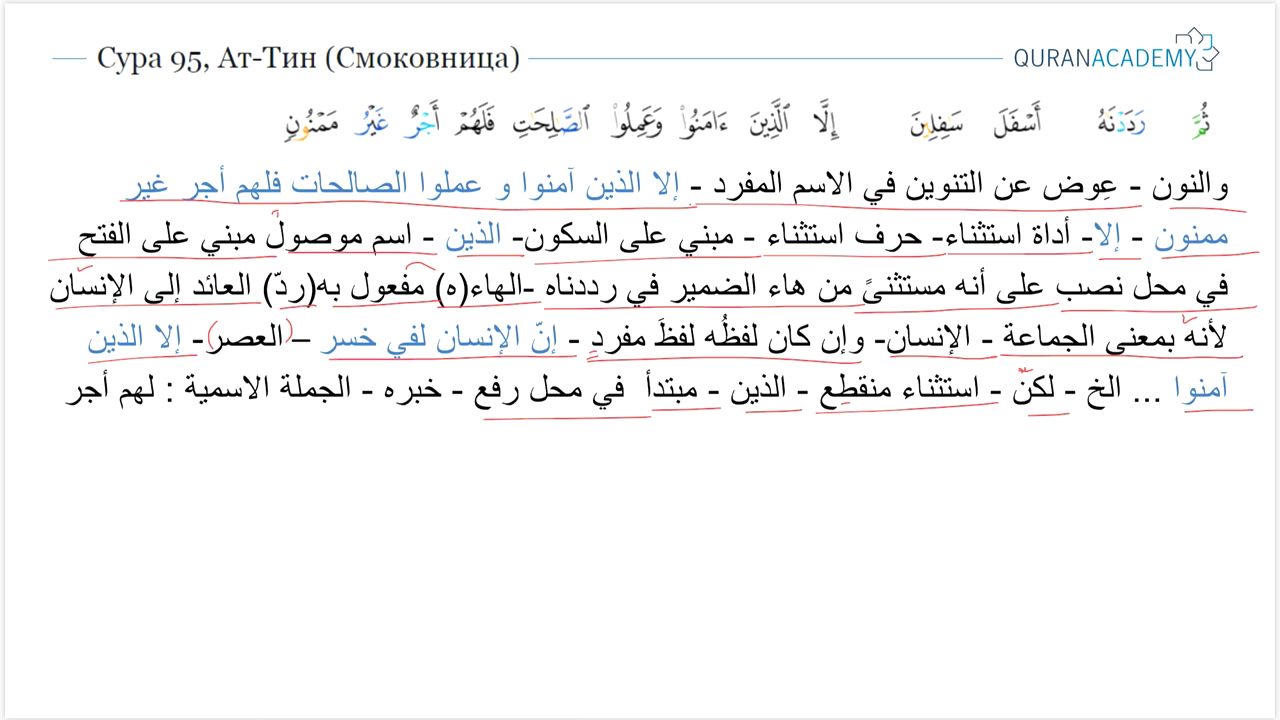 Сура 95, Ат-Тин (Смоковница)
QURANACADEMY
ثُمَّ رَدَدْنَٰهُ أَسْفَلَ سَٰفِلِينَ إِلَّا ٱلَّذِينَ ءَامَنُوا۟ وَعَمِلُوا۟ ٱلصَّٰلِحَٰتِ فَلَهُمْ أَجْرٌ غَيْرُ مَمْنُونٍ
والنون - عِوض عن التنوين في الاسم المفرد - إلا الذين آمنوا و عملوا الصالحات فلهم أجر غير
ممنون - إلا- أداة استثناء- حرف استثناء - مبني على السكون- الذين - اسم موصولٌ مبني على الفتح
في محل نصب على أنه مستثنىً من هاء الضمير في رددناه -الهاء(ه) مفعول به(ردّ) العائد إلى الإنسان
لأنه بمعنى الجماعة - الإنسان- وإن كان لفظُه لفظَ مفردٍ - إنّ الإنسان لفي خسر – (العصر)- إلا الذين
آمنوا ... الخ - لكنّ - استثناء منقطع - الذين - مبتدأ في محل رفع - خبره - الجملة الاسمية : لهم أجر